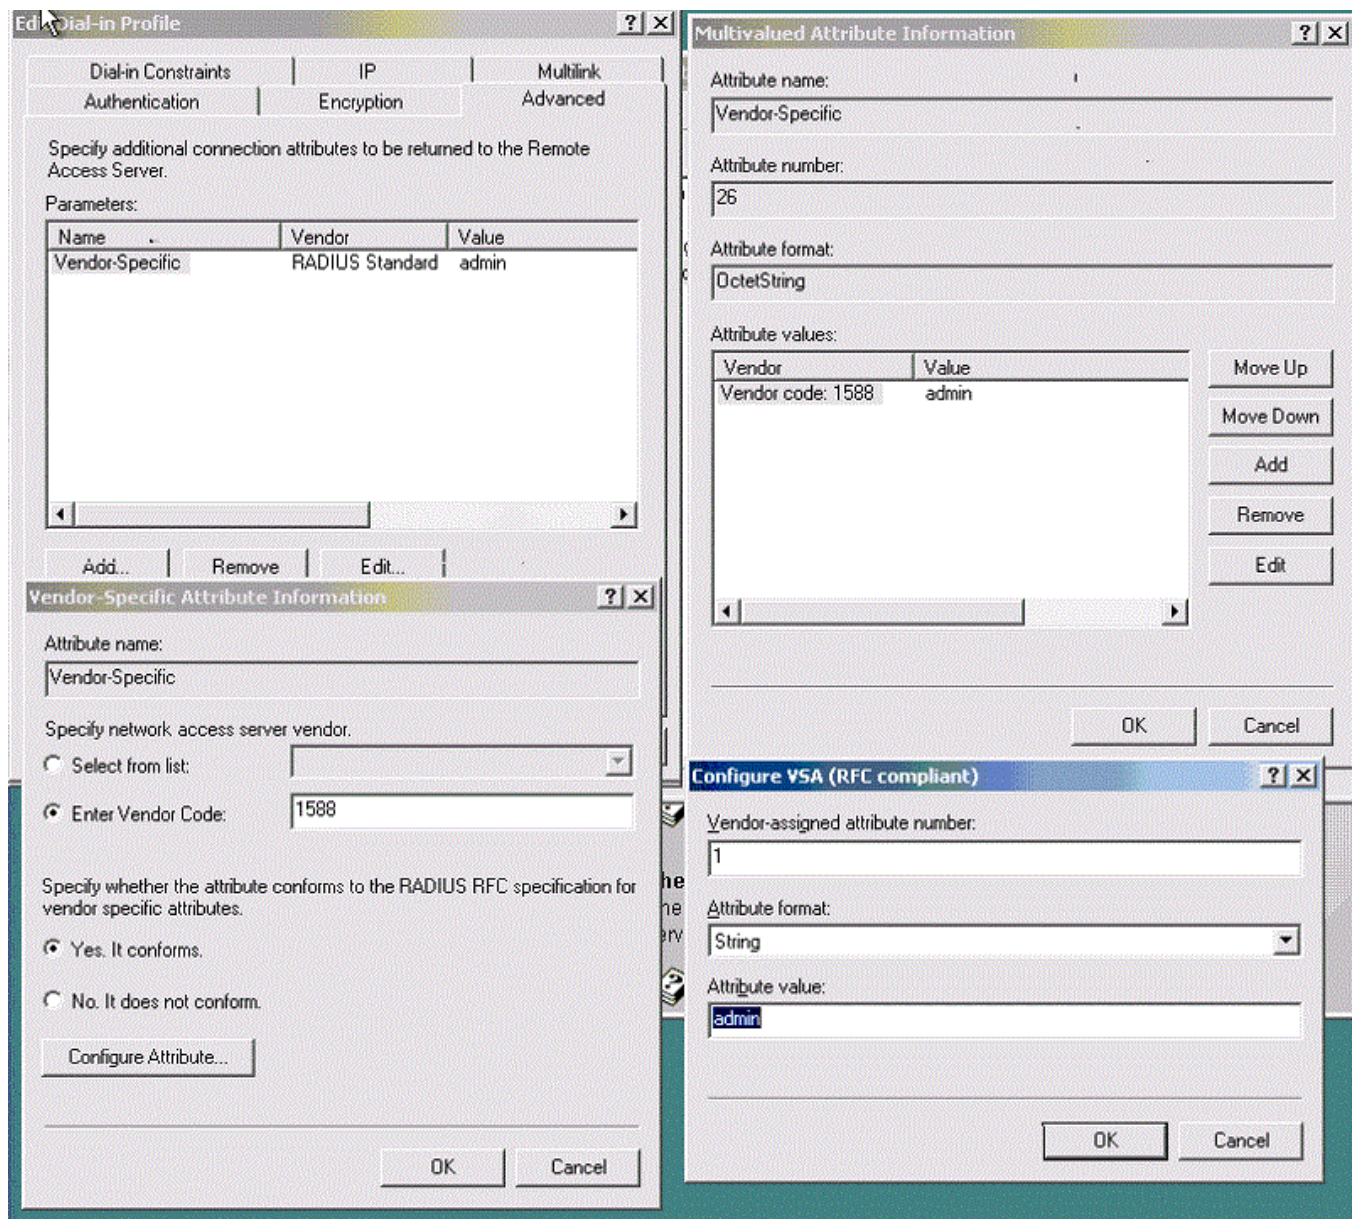 Edit Dial-in Profile
Dial-in Constraints IP Multilink
Authentication Encryption Advanced
Specify additional connection attributes to be returned to the Remote
Access Server.
Parameters:
Name Vendor Value
Vendor-Specific RADIUS Standard admin
Add... Remove Edit...
Multivalued Attribute Information
Attribute name:
Vendor-Specific
Attribute number:
26
Attribute format:
OctetString
Attribute values:
Vendor Value
Vendor code: 1588 admin
Move Up
Move Down
Add
Remove
Edit
OK Cancel
Vendor-Specific Attribute Information
Attribute name:
Vendor-Specific
Specify network access server vendor.
Select from list:
Enter Vendor Code: 1588
Specify whether the attribute conforms to the RADIUS RFC specification for
vendor specific attributes.
Yes. It conforms.
No. It does not conform.
Configure Attribute...
OK Cancel
Configure VSA (RFC compliant)
Vendor-assigned attribute number:
1
Attribute format:
String
Attribute value:
admin
OK Cancel